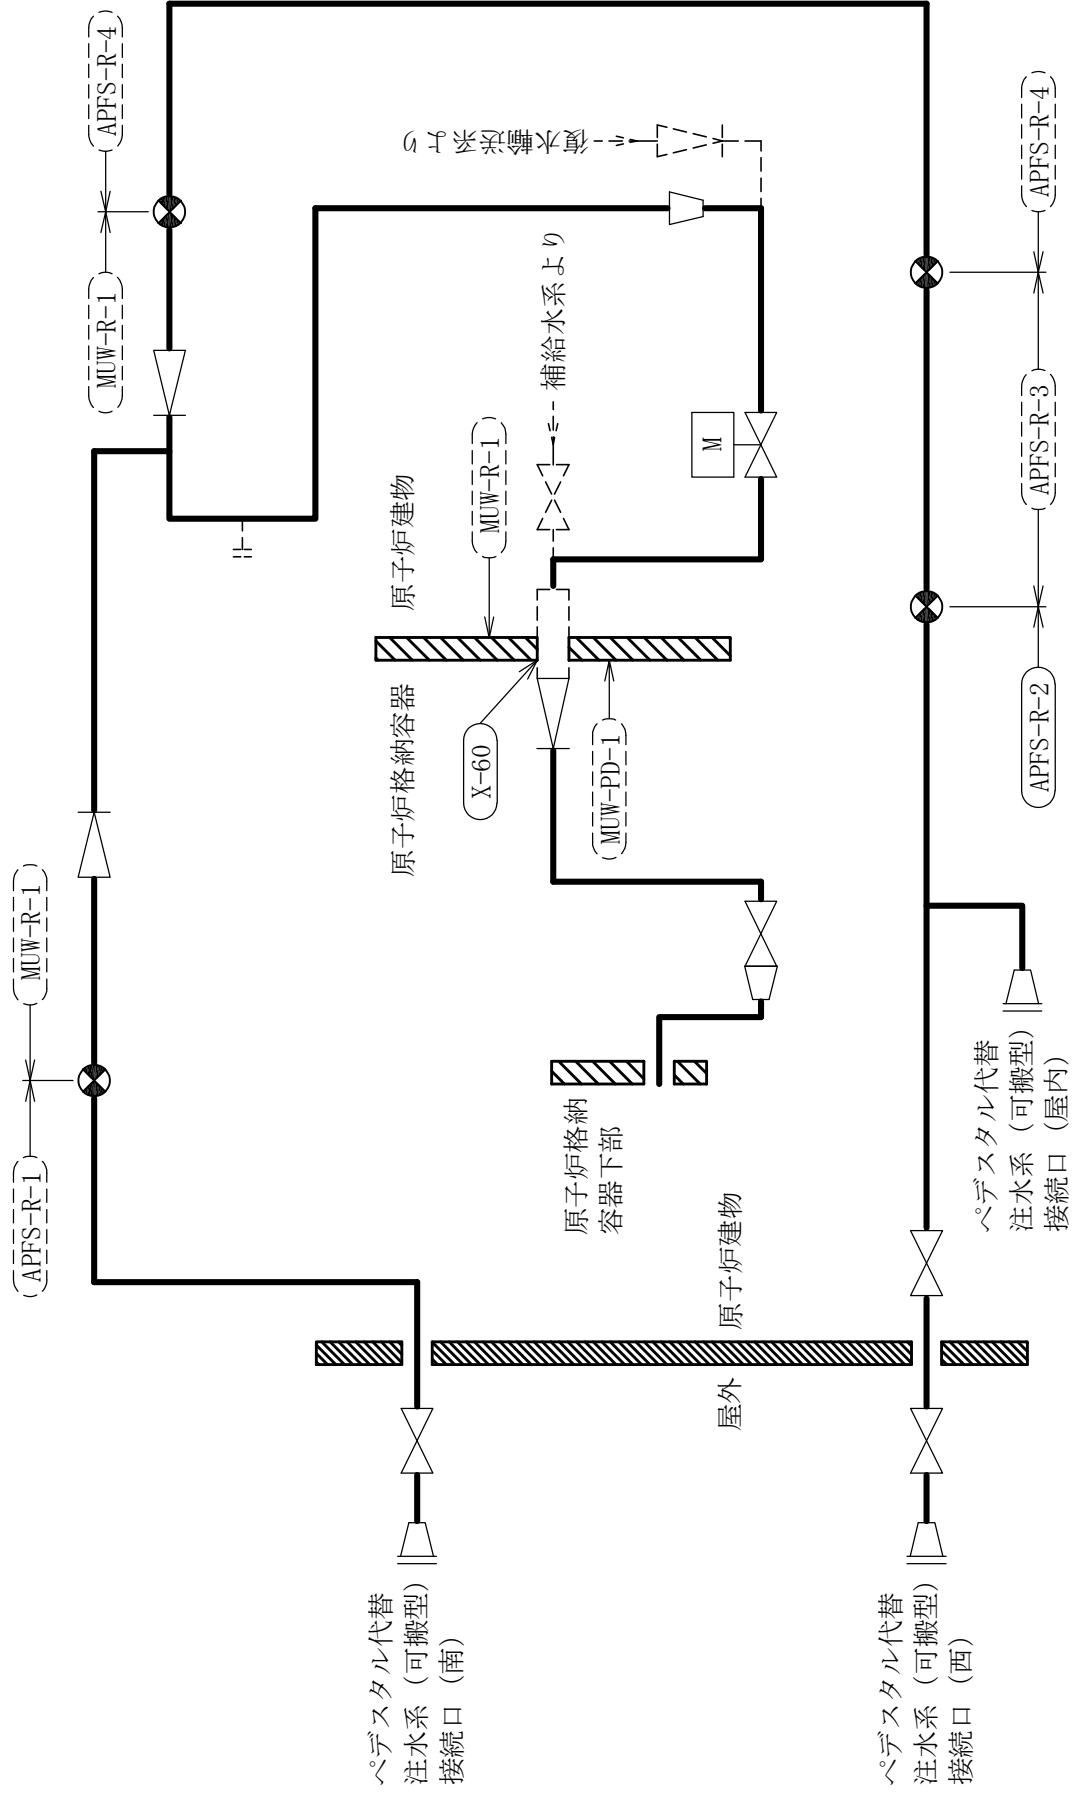 APFS-R-1
MUW-R-1
MUW-R-1
APFS-R-4
ペデスタル代替
注水系（可搬型）
接続口（南）
原子炉格納容器
原子炉建物
X-60
MUW-R-1
MUW-PD-1
補給水系より
復水輸送系より
M
原子炉格納
容器下部
屋外
原子炉建物
ペデスタル代替
注水系（可搬型）
接続口（西）
ペデスタル代替
注水系（可搬型）
接続口（屋内）
APFS-R-2
APFS-R-3
APFS-R-4